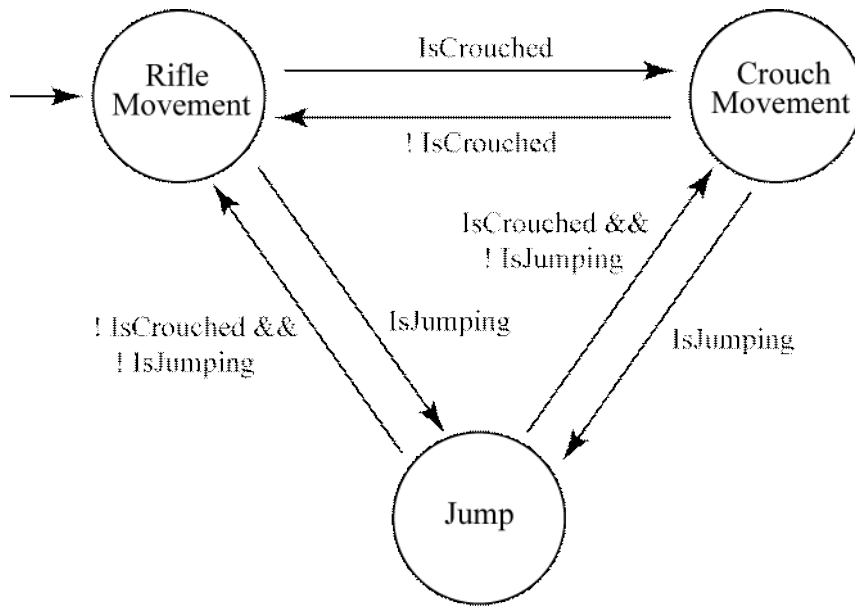 Rifle
Movement
IsCrouched
Crouch
Movement
! IsCrouched
IsCrouched &&
! IsJumping
! IsCrouched &&
! IsJumping
IsJumping
IsJumping
Jump